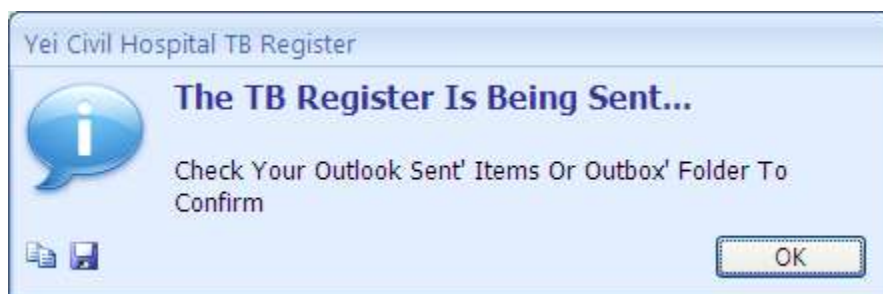 Yei Civil Hospital TB Register
The TB Register Is Being Sent...
Check Your Outlook Sent' Items Or Outbox' Folder To
Confirm
OK